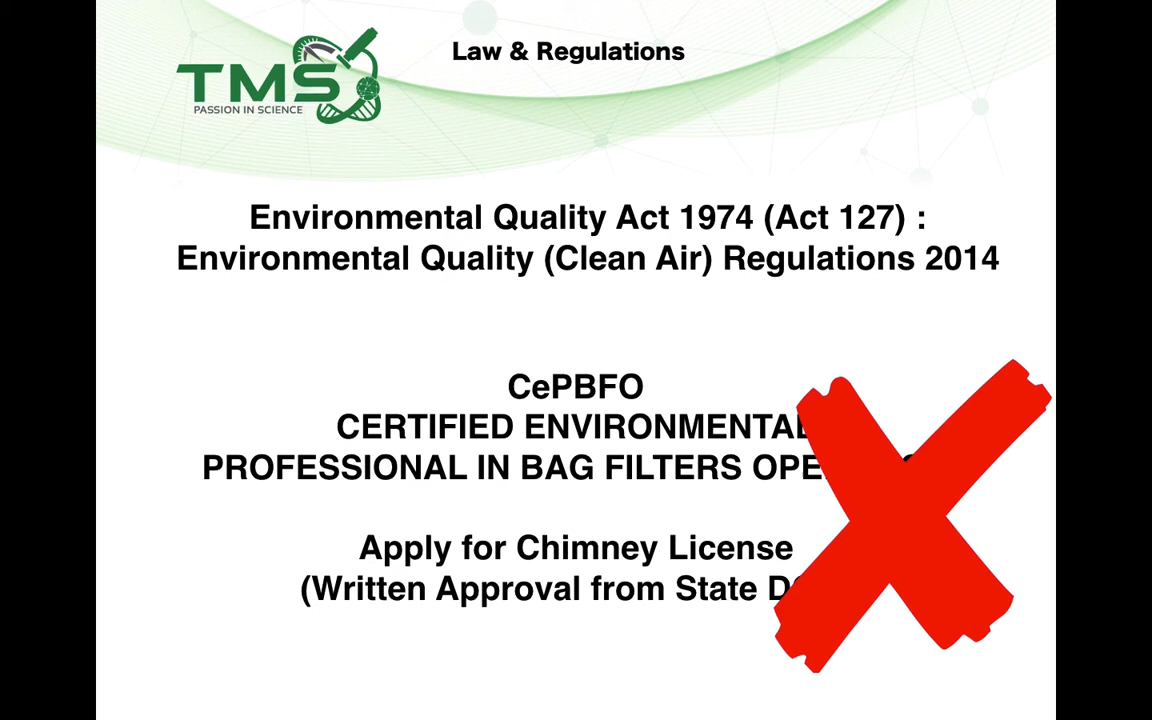 TMS
PASSION IN SCIENCE
Law & Regulations
Environmental Quality Act 1974 (Act 127) :
Environmental Quality (Clean Air) Regulations 2014
CePBFO
CERTIFIED ENVIRONMENTAL
PROFESSIONAL IN BAG FILTERS
Apply for Chimney License
(Written Approval from State